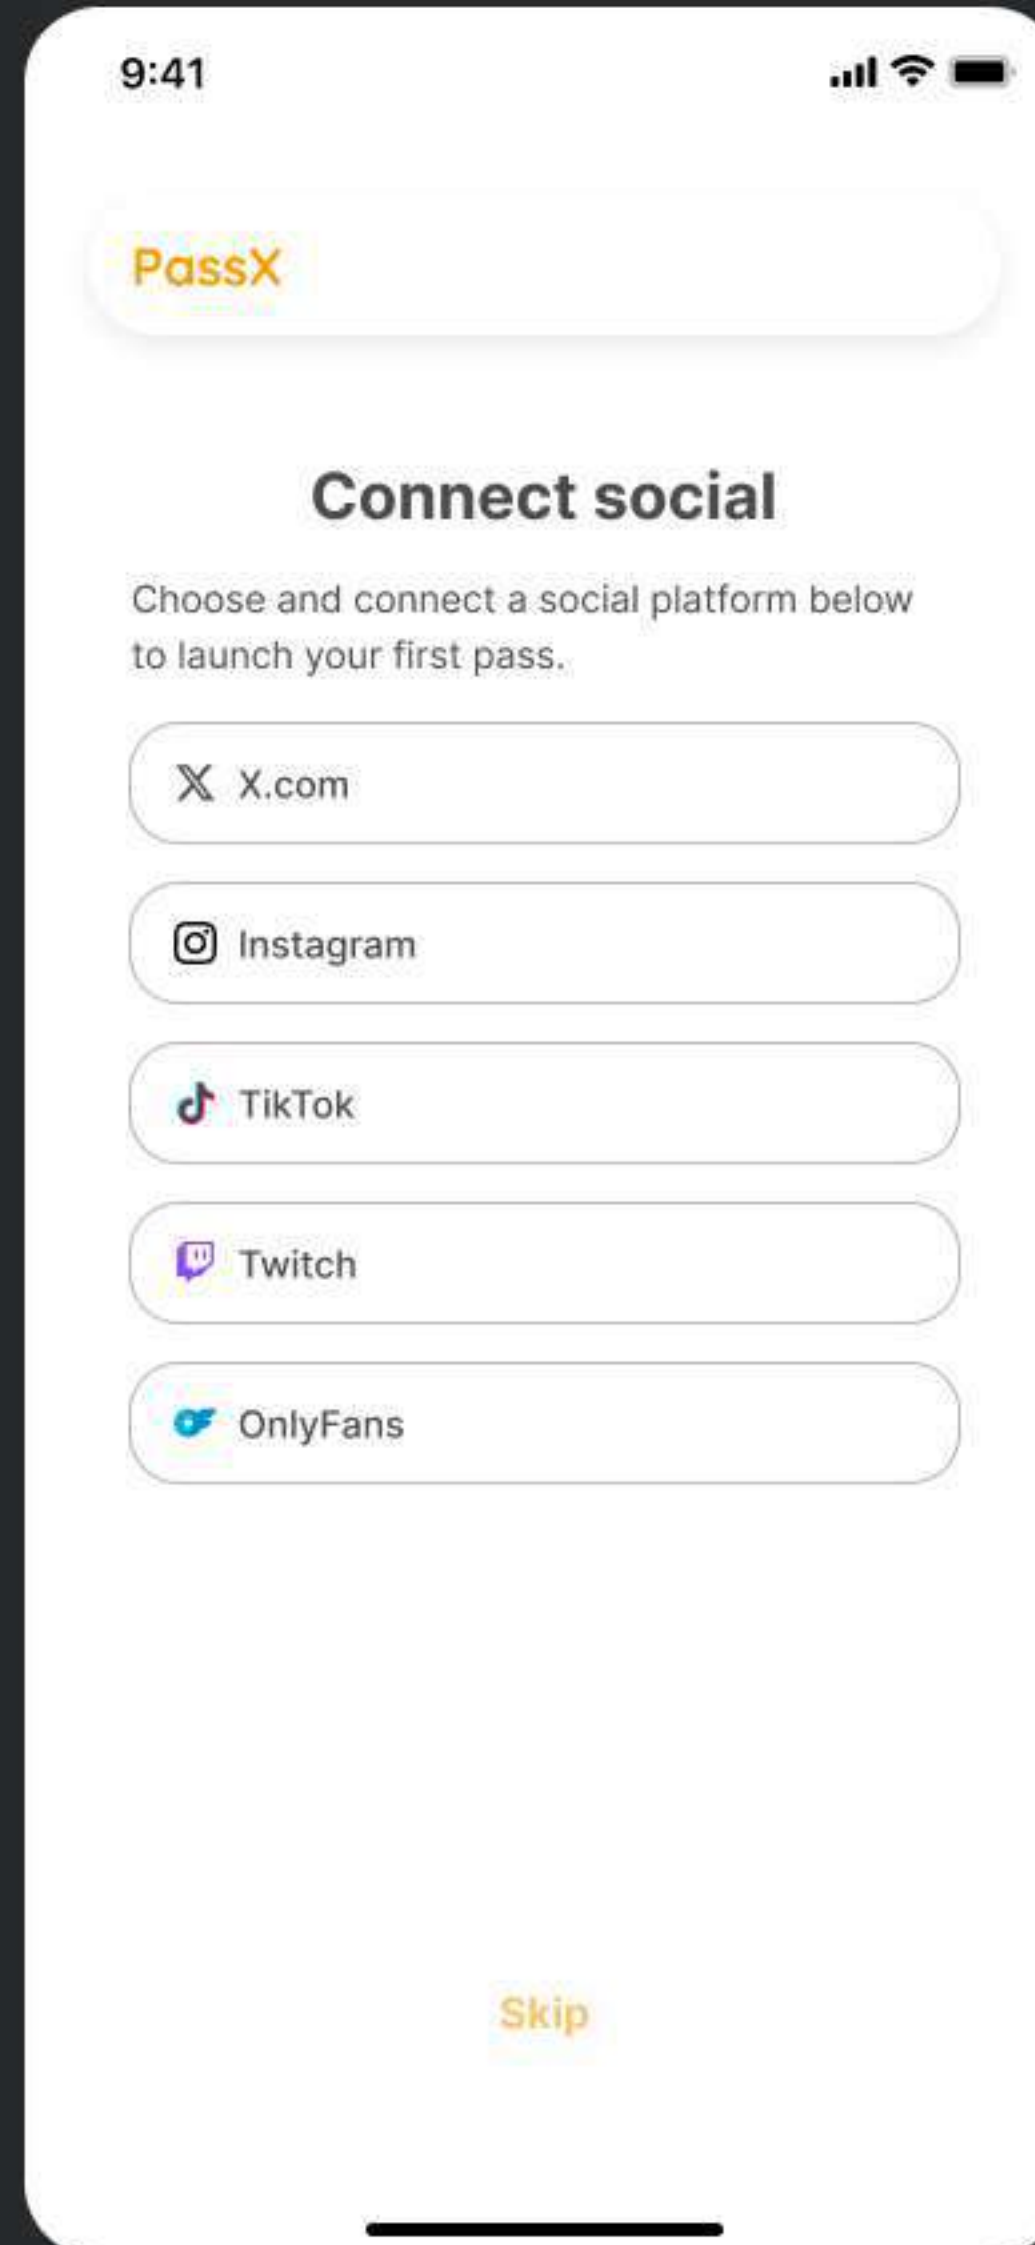 9:41
PassX
Connect social
Choose and connect a social platform below
to launch your first pass.
X.com
Instagram
TikTok
Twitch
OnlyFans
Skip